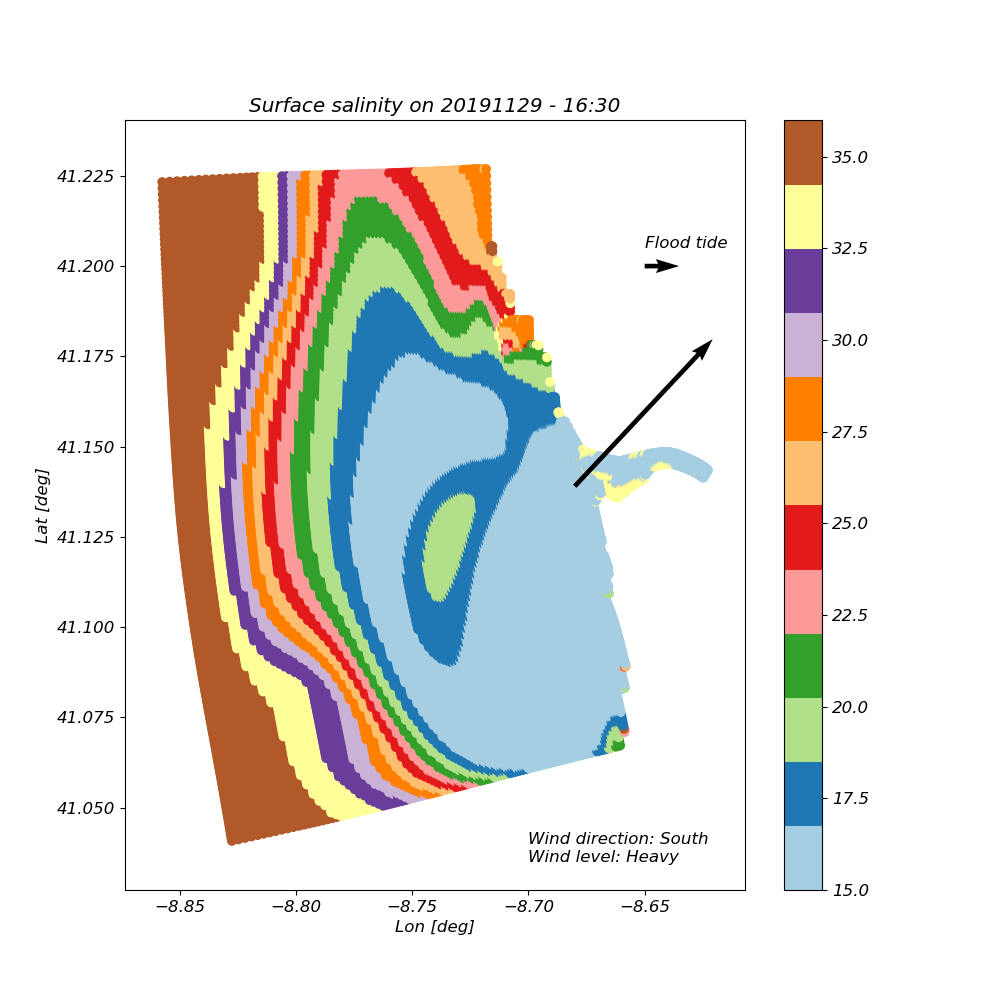 Surface salinity on 20191129 - 16:30
41.225
41.200
41.175
41.150
41.125
41.100
41.075
41.050
Lat [deg]
Flood tide
Wind direction: South
Wind level: Heavy
−8.85 −8.80 −8.75 −8.70 −8.65
Lon [deg]
35.0
32.5
30.0
27.5
25.0
22.5
20.0
17.5
15.0